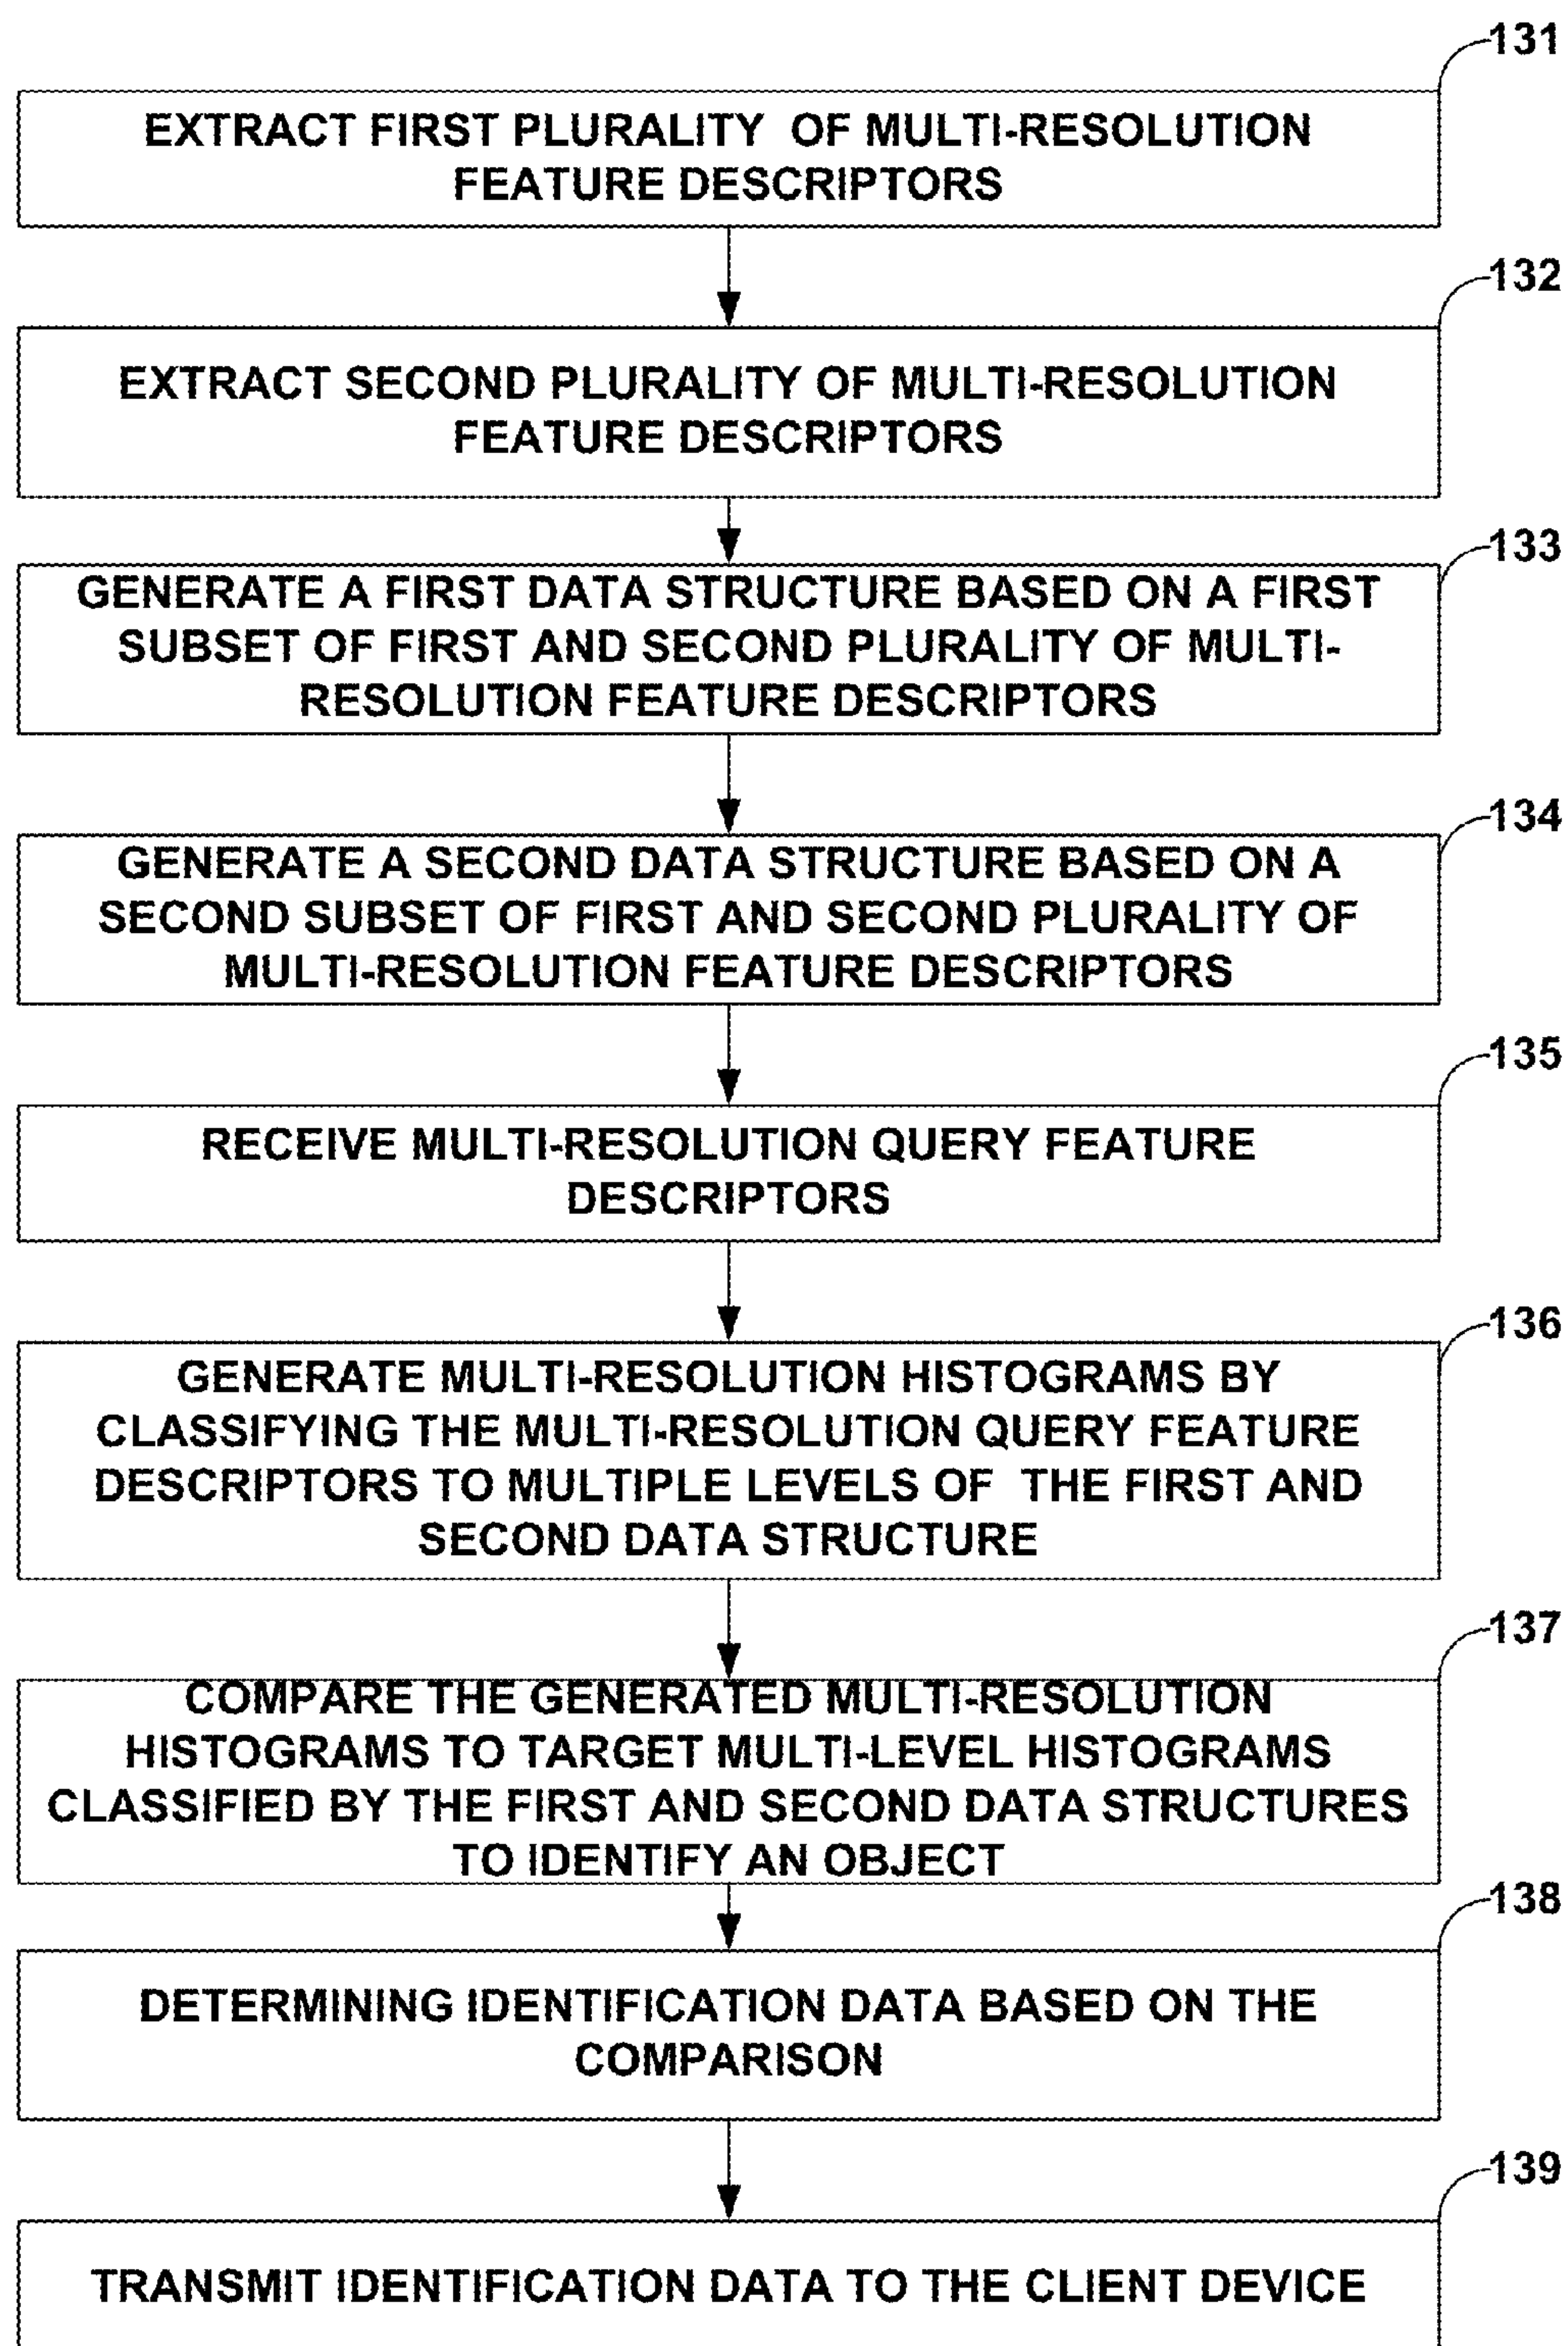 131
EXTRACT FIRST PLURALITY OF MULTI-RESOLUTION
FEATURE DESCRIPTORS
132
EXTRACT SECOND PLURALITY OF MULTI-RESOLUTION
FEATURE DESCRIPTORS
133
GENERATE A FIRST DATA STRUCTURE BASED ON A FIRST
SUBSET OF FIRST AND SECOND PLURALITY OF MULTI-
RESOLUTION FEATURE DESCRIPTORS
134
GENERATE A SECOND DATA STRUCTURE BASED ON A
SECOND SUBSET OF FIRST AND SECOND PLURALITY OF
MULTI-RESOLUTION FEATURE DESCRIPTORS
135
RECEIVE MULTI-RESOLUTION QUERY FEATURE
DESCRIPTORS
136
GENERATE MULTI-RESOLUTION HISTOGRAMS BY
CLASSIFYING THE MULTI-RESOLUTION QUERY FEATURE
DESCRIPTORS TO MULTIPLE LEVELS OF THE FIRST AND
SECOND DATA STRUCTURE
137
COMPARE THE GENERATED MULTI-RESOLUTION
HISTOGRAMS TO TARGET MULTI-LEVEL HISTOGRAMS
CLASSIFIED BY THE FIRST AND SECOND DATA STRUCTURES
TO IDENTIFY AN OBJECT
138
DETERMINING IDENTIFICATION DATA BASED ON THE
COMPARISON
139
TRANSMIT IDENTIFICATION DATA TO THE CLIENT DEVICE